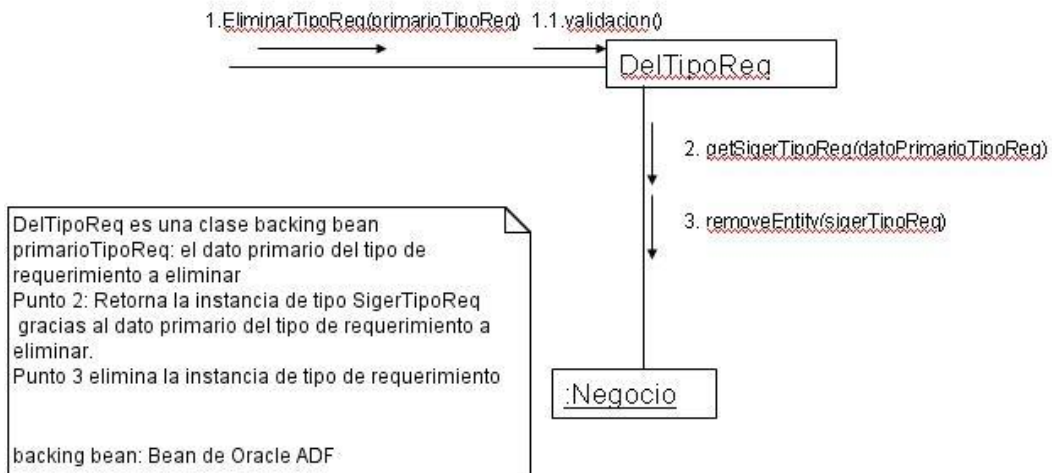 1.EliminarTipoReq(primarioTipoReq) 1.1.validacion()
DelTipoReq
2. getSigerTipoReq(datoPrimarioTipoReq)
3. removeEntity(sigerTipoReq)
DelTipoReq es una clase backing bean
primarioTipoReq: el dato primario del tipo de
requerimiento a eliminar
Punto 2: Retorna la instancia de tipo SigerTipoReq
gracias al dato primario del tipo de requerimiento a
eliminar.
Punto 3 elimina la instancia de tipo de requerimiento
backing bean: Bean de Oracle ADF
:Negocio